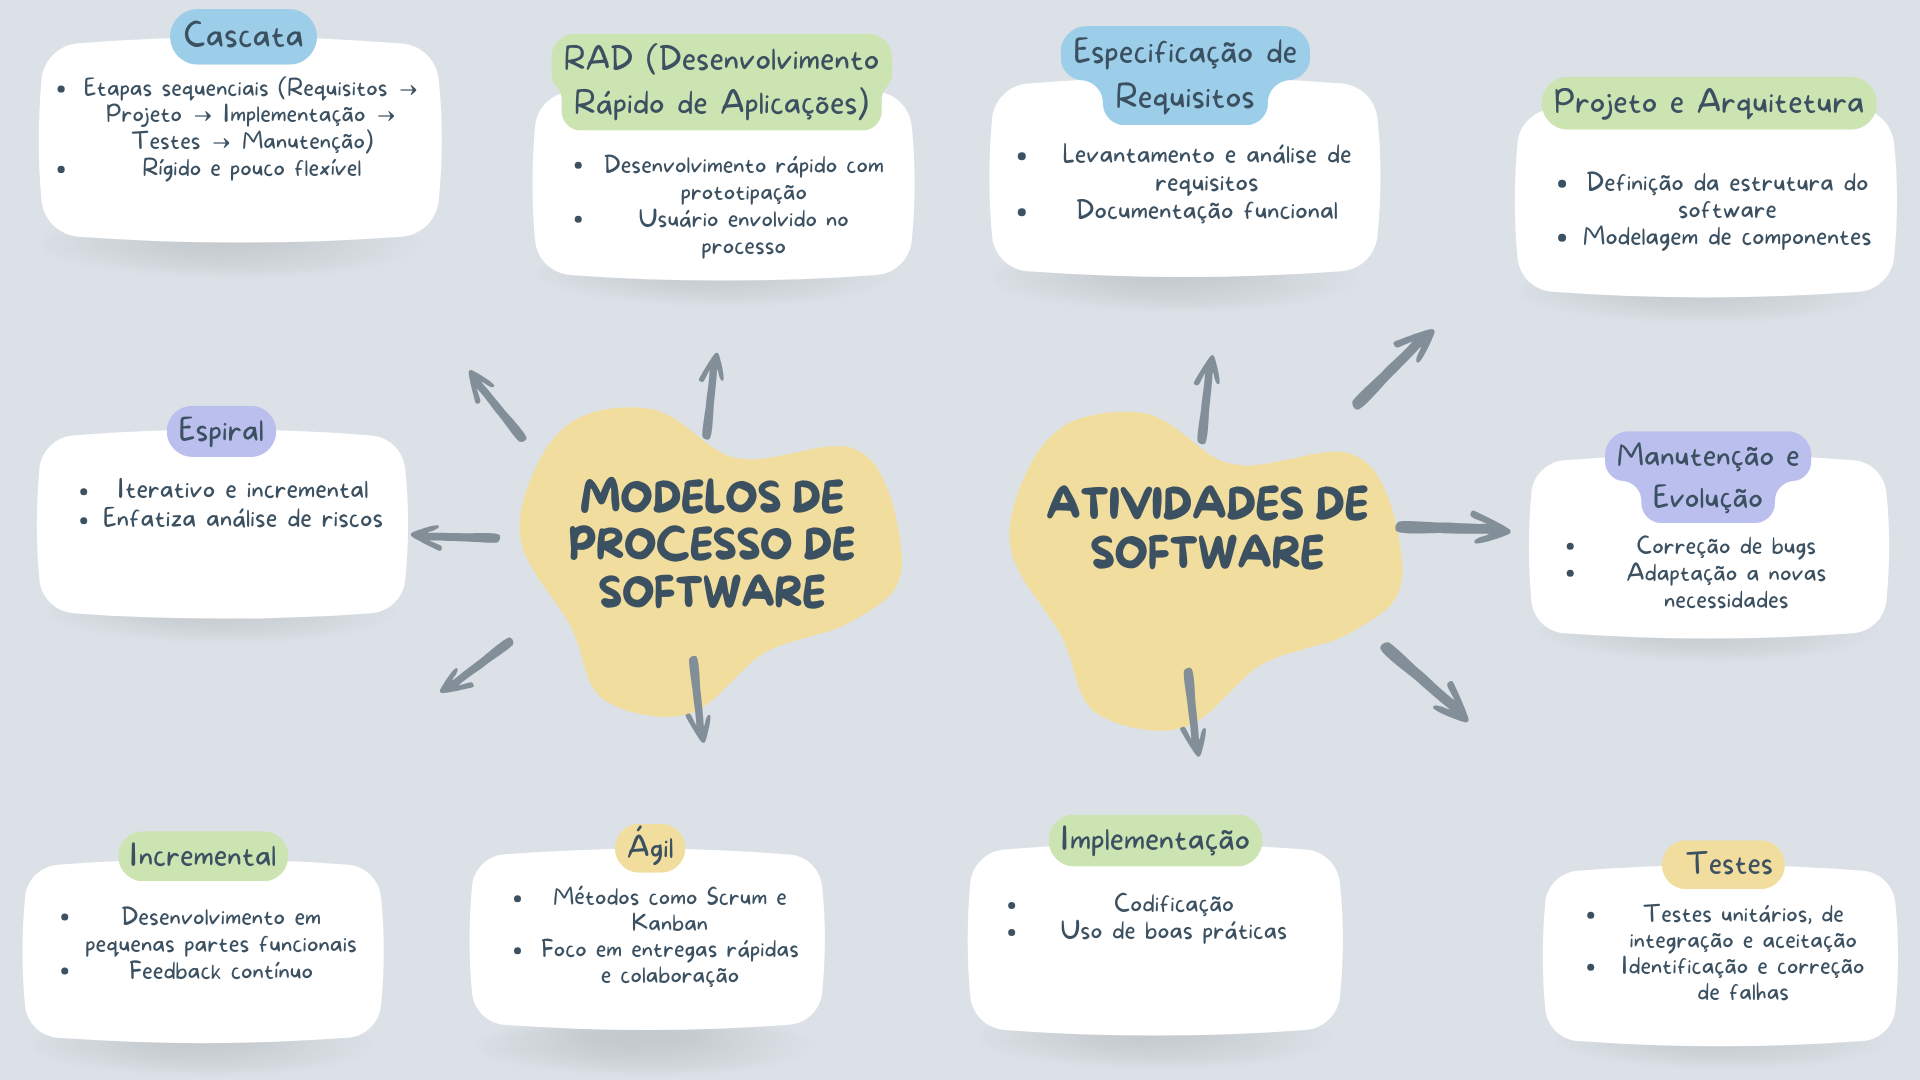 Cascata
• Etapas sequenciais (Requisitos →
Projeto → Implementação →
Testes → Manutenção)
• Rígido e pouco flexível
RAD (Desenvolvimento
Rápido de Aplicações)
• Desenvolvimento rápido com
prototipação
• Usuário envolvido no
processo
Especificação de
Requisitos
• Levantamento e análise de
requisitos
• Documentação funcional
Projeto e Arquitetura
• Definição da estrutura do
software
• Modelagem de componentes
Espiral
• Iterativo e incremental
• Enfatiza análise de riscos
MODELOS DE
PROCESSO DE
SOFTWARE
ATIVIDADES DE
SOFTWARE
Manutenção e
Evolução
• Correção de bugs
• Adaptação a novas
necessidades
Incremental
• Desenvolvimento em
pequenas partes funcionais
• Feedback contínuo
Ágil
• Métodos como Scrum e
Kanban
• Foco em entregas rápidas
e colaboração
Implementação
• Codificação
• Uso de boas práticas
Testes
• Testes unitários, de
integração e aceitação
• Identificação e correção
de falhas